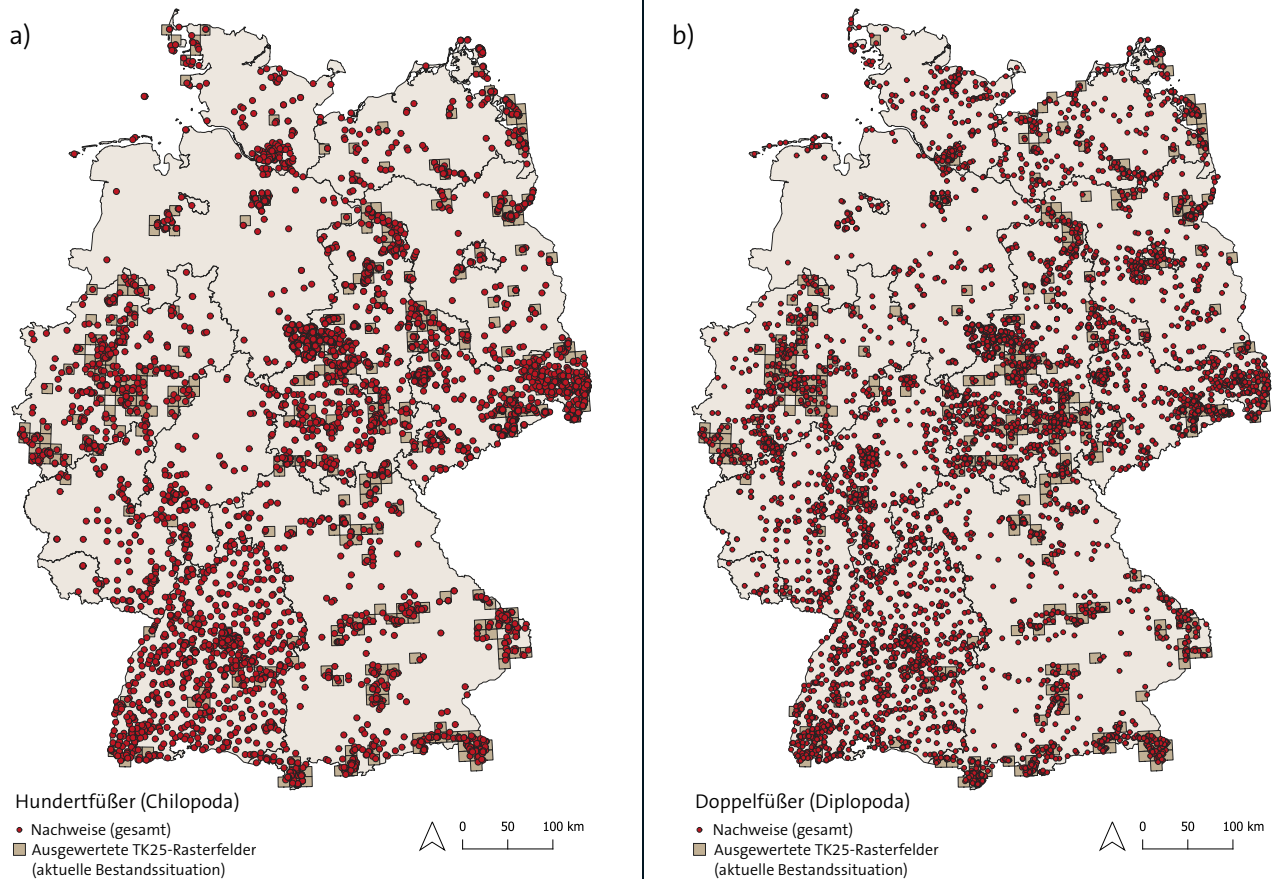 a)
Hundertfüßer (Chilopoda)
Nachweise (gesamt)
Ausgewertete TK25-Rasterfelder
(aktuelle Bestandssituation)
0 50 100 km
b)
Doppelfüßer (Diplopoda)
Nachweise (gesamt)
Ausgewertete TK25-Rasterfelder
(aktuelle Bestandssituation)
0 50 100 km